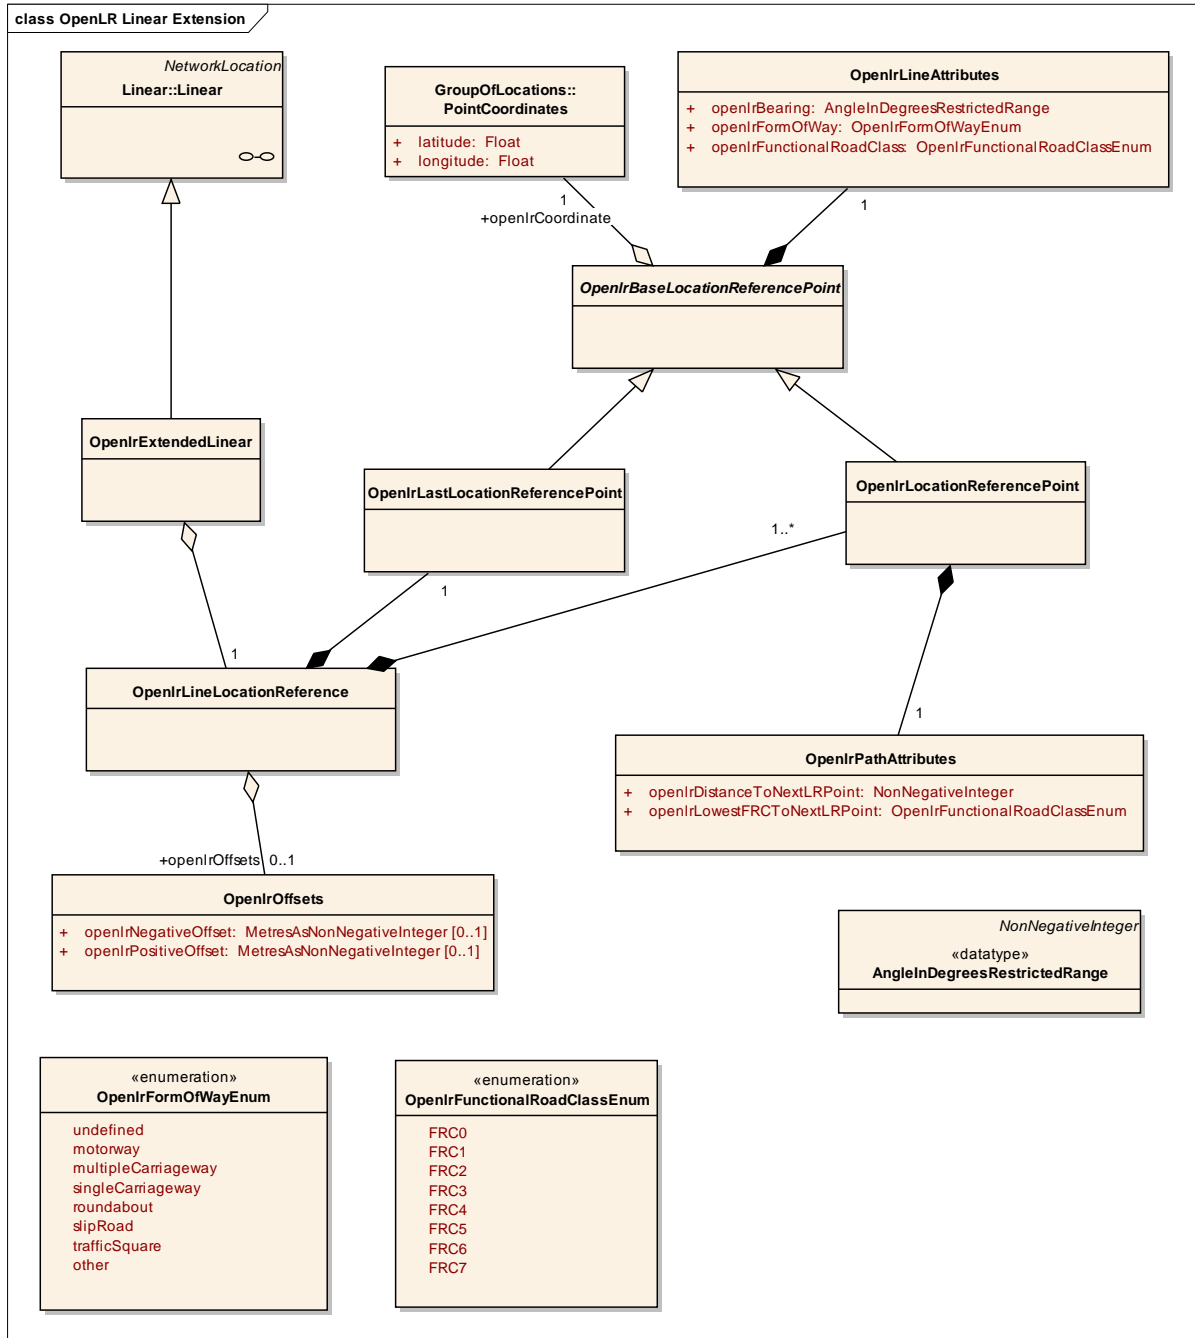 class OpenLR Linear Extension
NetworkLocation
Linear::Linear
GroupOfLocations::
PointCoordinates
+ latitude: Float
+ longitude: Float
OpenlrLineAttributes
+ openlrBearing: AngleInDegreesRestrictedRange
+ openlrFormOfWay: OpenlrFormOfWayEnum
+ openlrFunctionalRoadClass: OpenlrFunctionalRoadClassEnum
1
+openlrCoordinate
1
OpenlrBaseLocationReferencePoint
OpenlrExtendedLinear
OpenlrLastLocationReferencePoint
OpenlrLocationReferencePoint
1..*
1
1
OpenlrLineLocationReference
1
OpenlrPathAttributes
+ openlrDistanceToNextLRPoint: NonNegativeInteger
+ openlrLowestFRCToNextLRPoint: OpenlrFunctionalRoadClassEnum
+openlrOffsets 0..1
OpenlrOffsets
+ openlrNegativeOffset: MetresAsNonNegativeInteger [0..1]
+ openlrPositiveOffset: MetresAsNonNegativeInteger [0..1]
NonNegativeInteger
«datatype»
AngleInDegreesRestrictedRange
«enumeration»
OpenlrFormOfWayEnum
undefined
motorway
multipleCarriageway
singleCarriageway
roundabout
slipRoad
trafficSquare
other
«enumeration»
OpenlrFunctionalRoadClassEnum
FRC0
FRC1
FRC2
FRC3
FRC4
FRC5
FRC6
FRC7